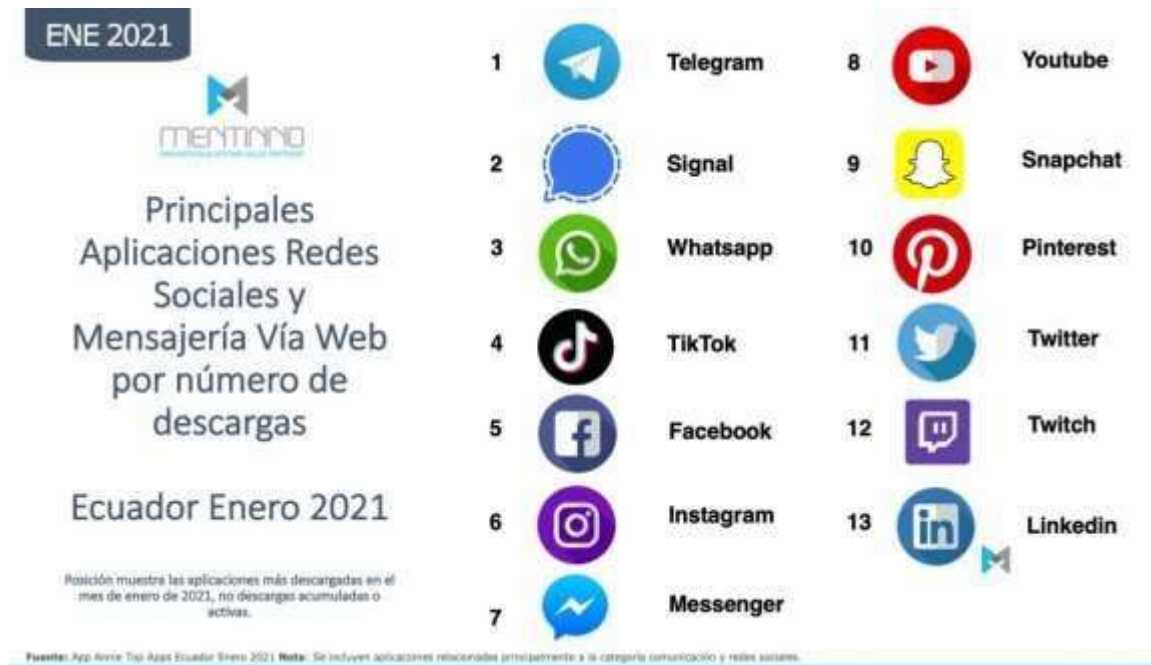 ENE 2021
MENTINNO
Principales
Aplicaciones Redes
Sociales y
Mensajería Vía Web
por número de
descargas
Ecuador Enero 2021
Posición muestra las aplicaciones más descargadas en el
mes de enero de 2021, no descargas acumuladas o
activas.
1 Telegram
2 Signal
3 Whatsapp
4 TikTok
5 Facebook
6 Instagram
7 Messenger
8 Youtube
9 Snapchat
10 Pinterest
11 Twitter
12 Twitch
13 Linkedin
Fuente: App Annie Top Apps Ecuador Enero 2021 Nota: Se incluyen aplicaciones relacionadas principalmente a la categoría comunicación y redes sociales.